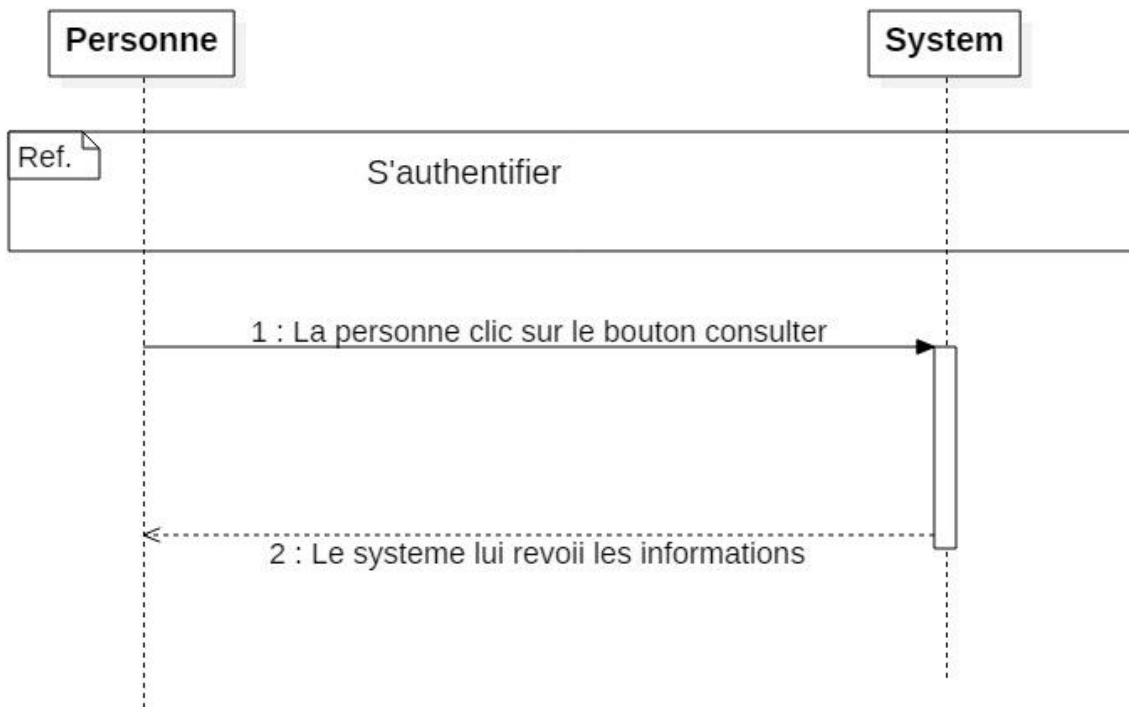 Personne
System
Ref.
S'authentifier
1 : La personne clic sur le bouton consulter
2 : Le systeme lui revoii les informations